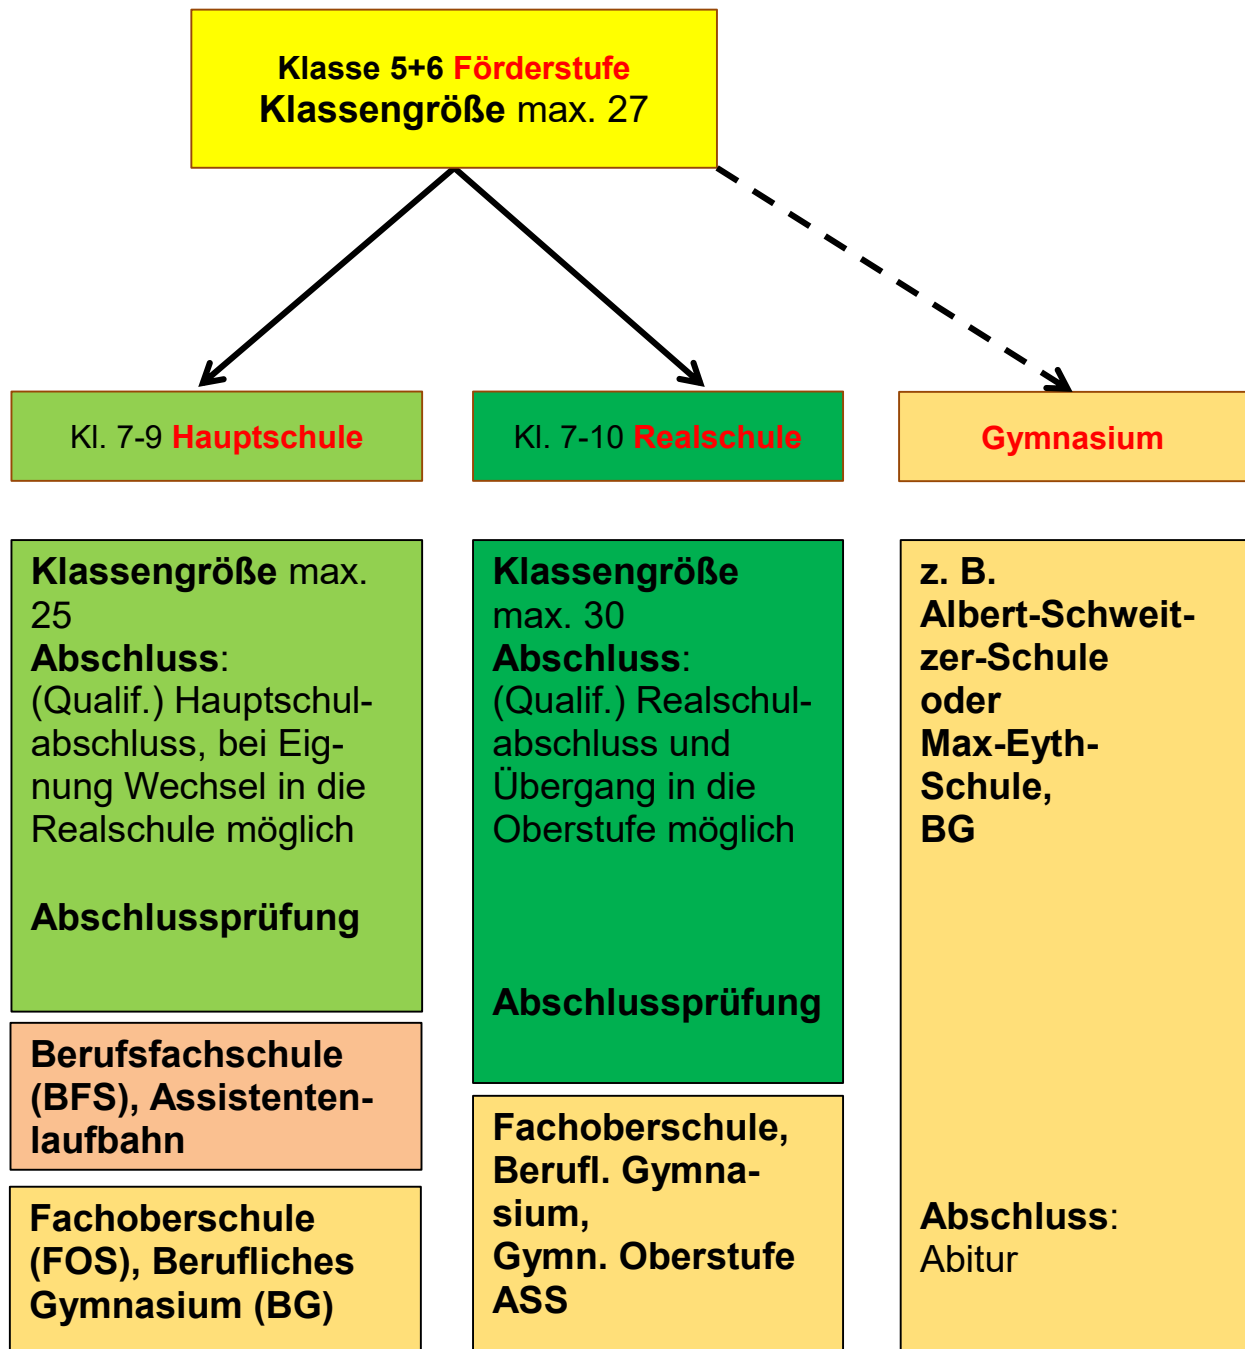 Klasse 5+6 Förderstufe
Klassengröße max. 27
Kl. 7-9 Hauptschule
Kl. 7-10 Realschule
Gymnasium
Klassengröße max.
25
Abschluss:
(Qualif.) Hauptschul-
abschluss, bei Eig-
nung Wechsel in die
Realschule möglich
Abschlussprüfung
Berufsfachschule
(BFS), Assistenten-
laufbahn
Fachoberschule
(FOS), Berufliches
Gymnasium (BG)
Klassengröße
max. 30
Abschluss:
(Qualif.) Realschul-
abschluss und
Übergang in die
Oberstufe möglich
Abschlussprüfung
Fachoberschule,
Berufl. Gymna-
sium,
Gymn. Oberstufe
ASS
z. B.
Albert-Schweit-
zer-Schule
oder
Max-Eyth-
Schule,
BG
Abschluss:
Abitur